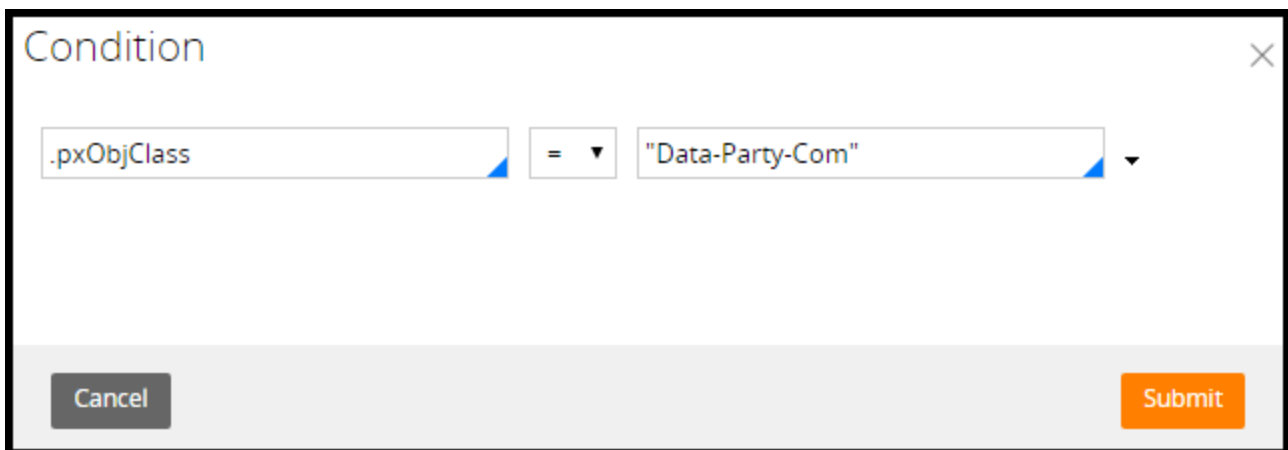 Condition
.pxObjClass = "Data-Party-Com"
Cancel Submit